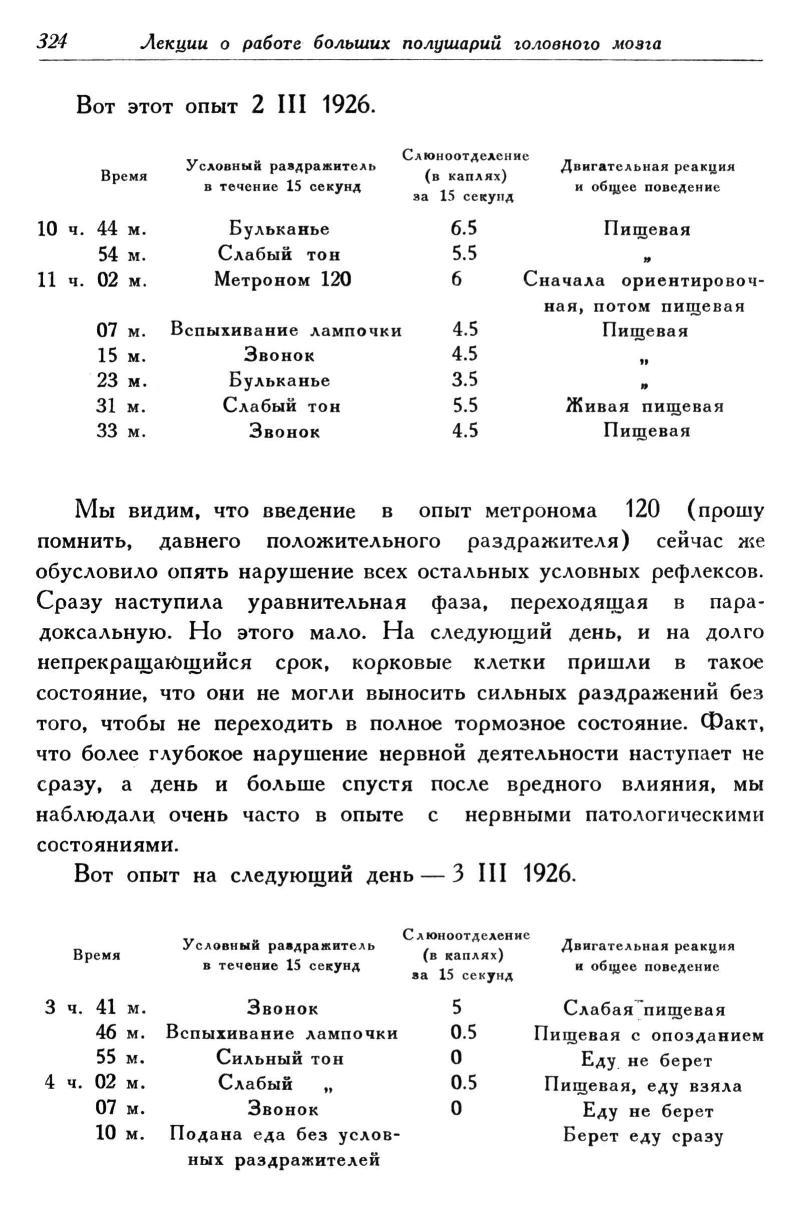 324 Лекции о работе больших полушарий головного мозга
Вот этот опыт 2 III 1926.
Время Условный раздражитель в течение 15 секунд Слюноотделение (в каплях) за 15 секунд Двигательная реакция и общее поведение
10 ч. 44 м. Бульканье 6.5 Пищевая
54 м. Слабый тон 5.5 „
11 ч. 02 м. Метроном 120 6 Сначала ориентировоч-
ная, потом пищевая
07 м. Вспыхивание лампочки 4.5 Пищевая
15 м. Звонок 4.5 „
23 м. Бульканье 3.5 „
31 м. Слабый тон 5.5 Живая пищевая
33 м. Звонок 4.5 Пищевая
Мы видим, что введение в опыт метронома 120 (прошу
помнить, давнего положительного раздражителя) сейчас же
обусловило опять нарушение всех остальных условных рефлексов.
Сразу наступила уравнительная фаза, переходящая в пара-
доксальную. Но этого мало. На следующий день, и на долго
непрекращающийся срок, корковые клетки пришли в такое
состояние, что они не могли выносить сильных раздражений без
того, чтобы не переходить в полное тормозное состояние. Факт,
что более глубокое нарушение нервной деятельности наступает не
сразу, а день и больше спустя после вредного влияния, мы
наблюдали очень часто в опыте с нервными патологическими
состояниями.
Вот опыт на следующий день — 3 III 1926.
Время Условный раздражитель в течение 15 секунд Слюноотделение (в каплях) за 15 секунд Двигательная реакция и общее поведение
3 ч. 41 м. Звонок 5 Слабая пищевая
46 м. Вспыхивание лампочки 0.5 Пищевая с опозданием
55 м. Сильный тон 0 Еду не берет
4 ч. 02 м. Слабый „ 0.5 Пищевая, еду взяла
07 м. Звонок 0 Еду не берет
10 м. Подана еда без услов- Берет еду сразу
ных раздражителей